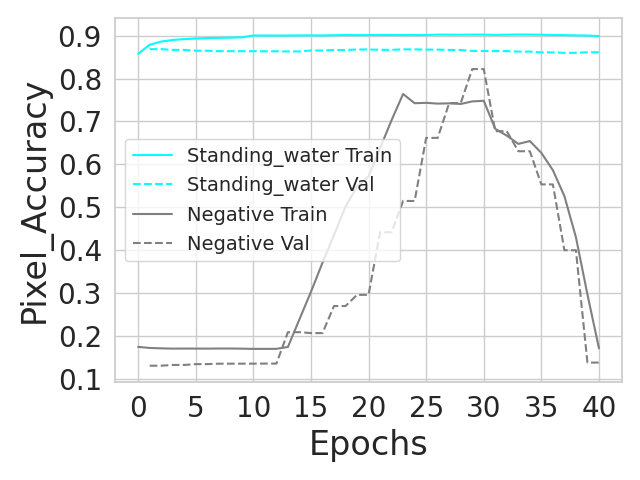 Pixel_Accuracy
0.9
0.8
0.7
0.6
0.5
0.4
0.3
0.2
0.1
Standing_water Train
Standing_water Val
Negative Train
Negative Val
0 5 10 15 20 25 30 35 40
Epochs